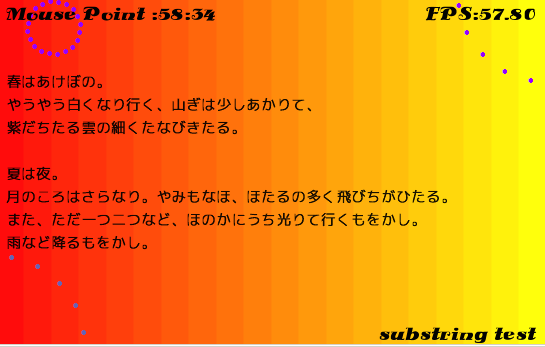 Mouse Point :58:34
FPS:57.80
春はあけぼの。
やうやう白くなり行く、山ぎは少しあかりて、
紫だちたる雲の細くたなびきたる。
夏は夜。
月のころはさらなり。やみもなほ、ほたるの多く飛びちがひたる。
また、ただ一つ二つなど、ほのかにうち光りて行くもをかし。
雨など降るもをかし。
substring test